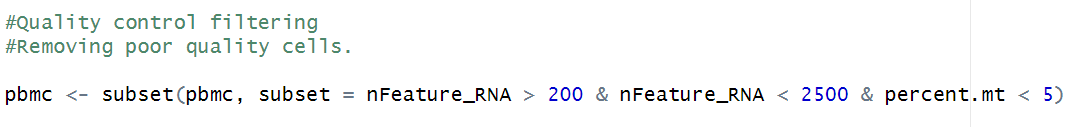 #Quality control filtering
#Removing poor quality cells.
pbmc <- subset(pbmc, subset = nFeature_RNA > 200 & nFeature_RNA < 2500 & percent.mt < 5)